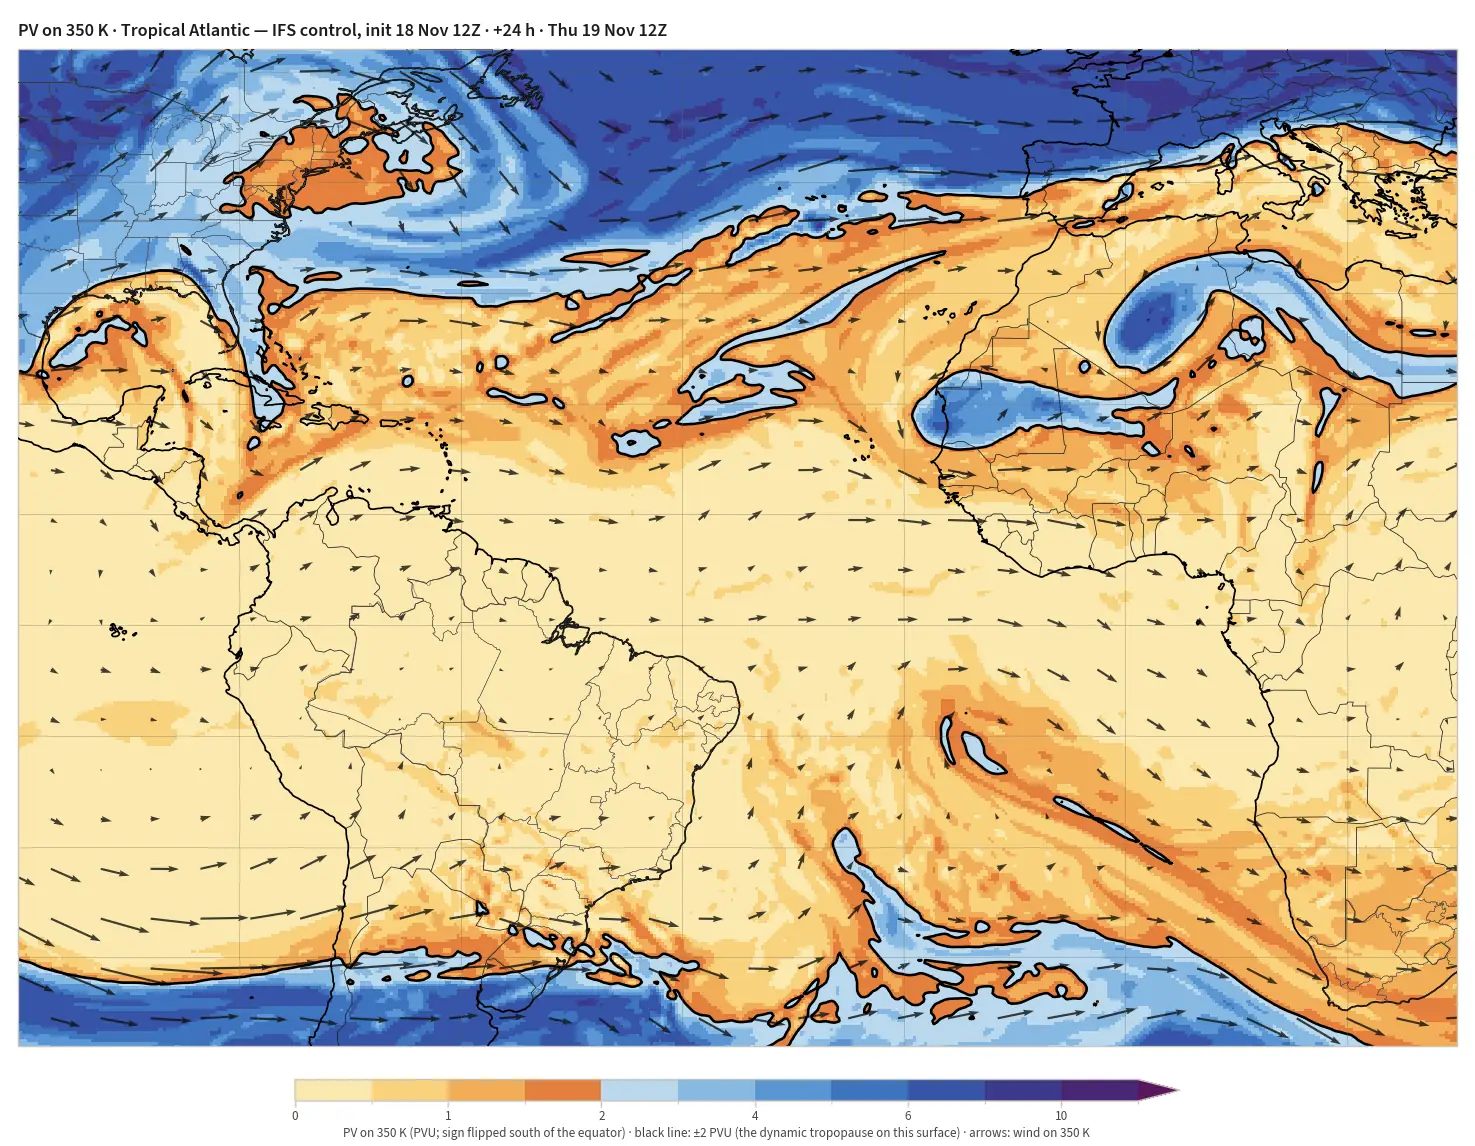 PV on 350 K · Tropical Atlantic — IFS control, init 18 Nov 12Z · +24 h · Thu 19 Nov 12Z
0 1 2 4 6 10
PV on 350 K (PVU; sign flipped south of the equator) · black line: ±2 PVU (the dynamic tropopause on this surface) · arrows: wind on 350 K